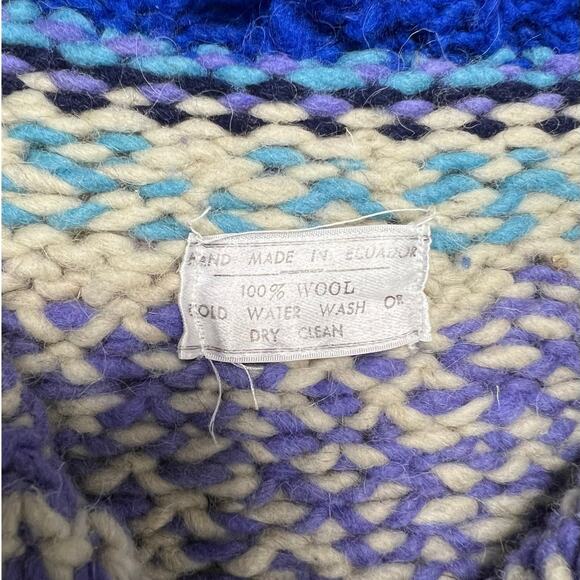 HAND MADE IN ECUADOR
100% WOOL
COLD WATER WASH OR
DRY CLEAN